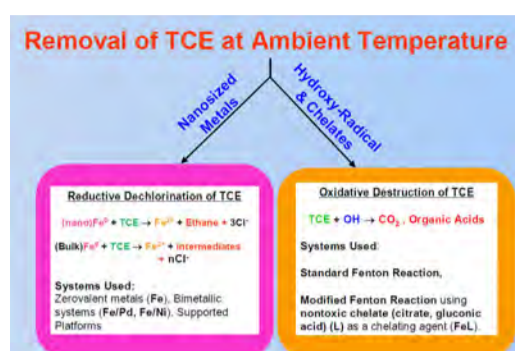 Removal of TCE at Ambient Temperature
Nanosized
Metals
Hydroxy-Radical
& Chelates
Reductive Dechlorination of TCE
(nano)Fe⁰ + TCE → Fe²⁺ + Ethane + 3Cl⁻
(Bulk)Fe⁰ + TCE → Fe²⁺ + intermediates
+ nCl⁻
Systems Used:
Zerovalent metals (Fe), Bimetallic
systems (Fe/Pd, Fe/Ni), Supported
Platforms
Oxidative Destruction of TCE
TCE + OH → CO₂ , Organic Acids
Systems Used:
Standard Fenton Reaction,
Modified Fenton Reaction using
nontoxic chelate (citrate, gluconic
acid) (L) as a chelating agent (FeL).